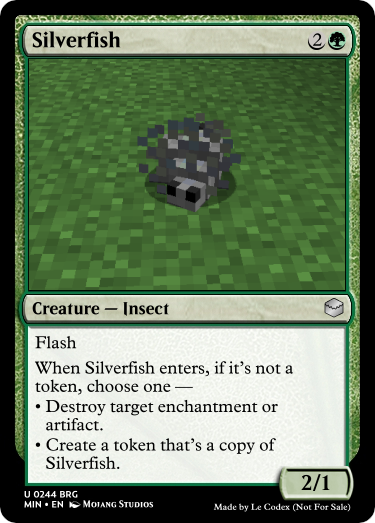 Silverfish 2
Creature — Insect
Flash
When Silverfish enters, if it's not a
token, choose one —
• Destroy target enchantment or
artifact.
• Create a token that's a copy of
Silverfish.
2/1
U 0244 BRG
MIN • EN Mojang Studios
Made by Le Codex (Not For Sale)